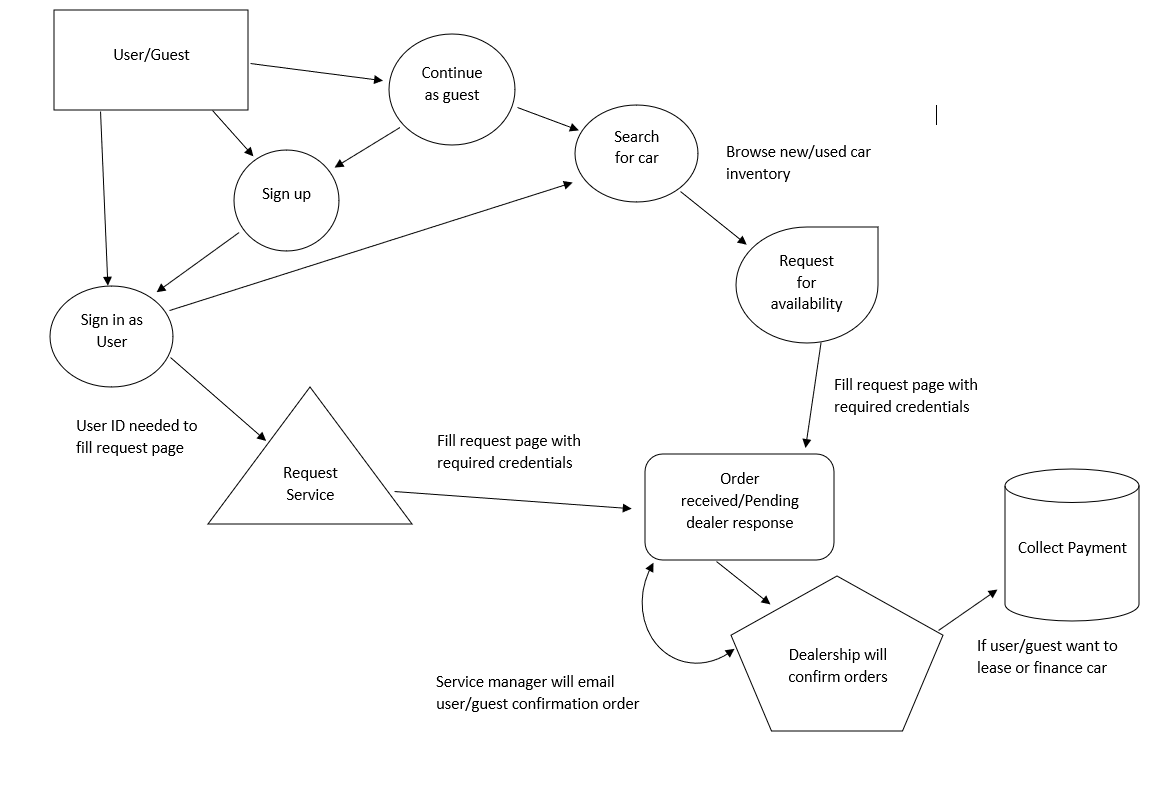 User/Guest
Continue
as guest
Search
for car
Browse new/used car
inventory
Sign up
Request
for
availability
Sign in as
User
Fill request page with
required credentials
User ID needed to
fill request page
Fill request page with
required credentials
Request
Service
Order
received/Pending
dealer response
Collect Payment
Dealership will
confirm orders
If user/guest want to
lease or finance car
Service manager will email
user/guest confirmation order